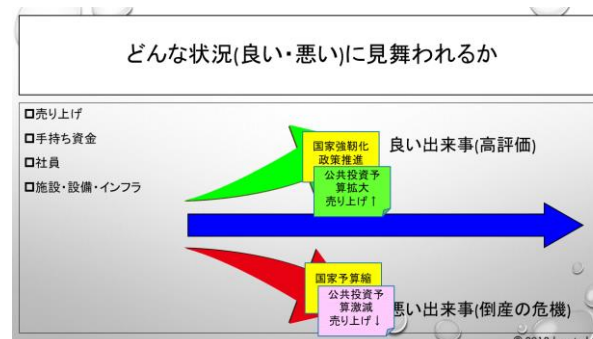 どんな状況(良い・悪い)に見舞われるか
□売り上げ
□手持ち資金
□社員
□施設・設備・インフラ
国家強靭化
政策推進
公共投資予
算拡大
売り上げ↑
良い出来事(高評価)
国家予算縮
公共投資予
算激減
売り上げ↓
悪い出来事(倒産の危機)